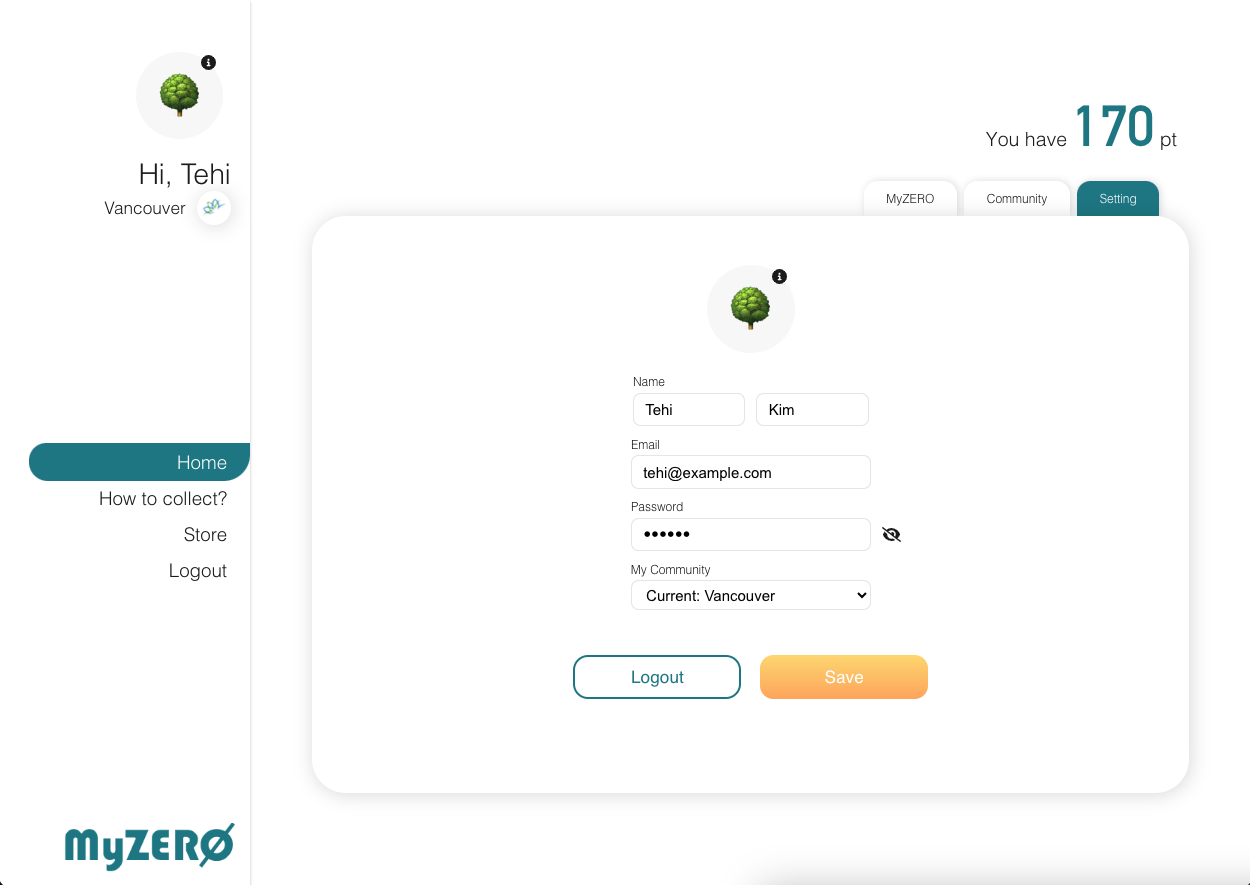 Hi, Tehi
Vancouver
Home
How to collect?
Store
Logout
MyZERO
You have 170 pt
MyZERO
Community
Setting
Name
Tehi
Kim
Email
tehi@example.com
Password
••••••
My Community
Current: Vancouver
Logout
Save